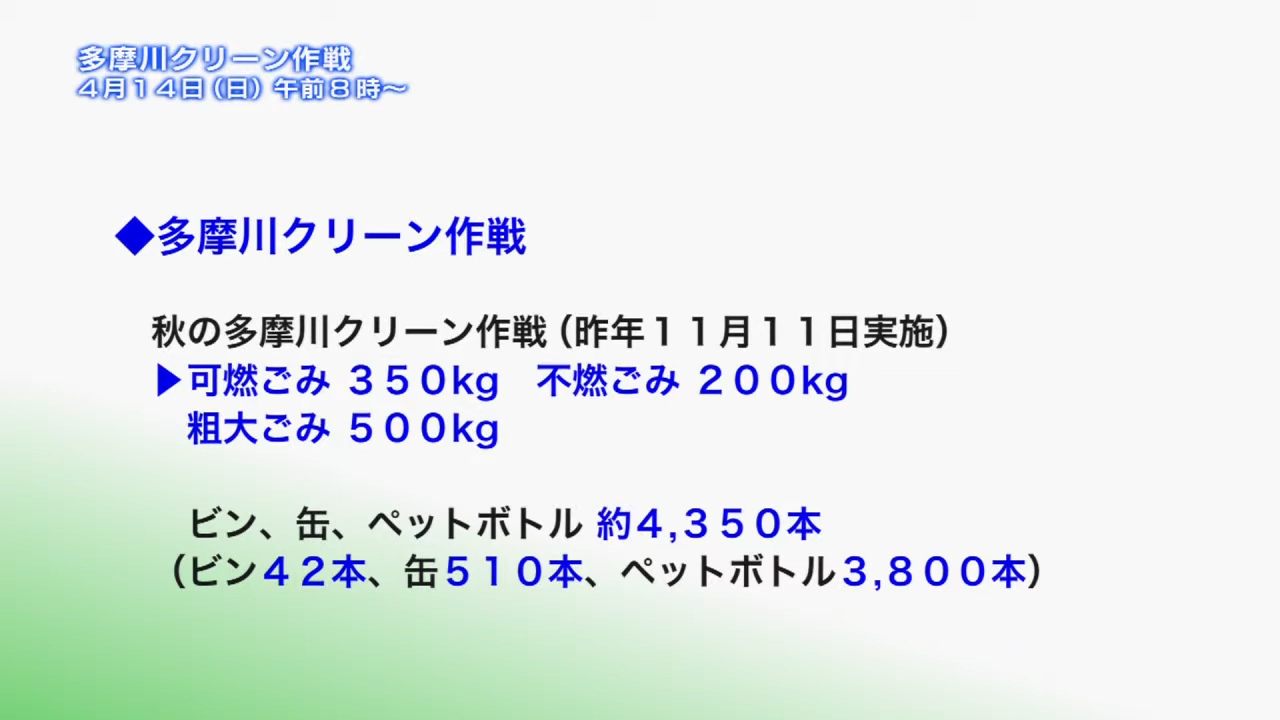 多摩川クリーン作戦
４月１４日（日）午前８時～
◆多摩川クリーン作戦
秋の多摩川クリーン作戦（昨年１１月１１日実施）
▶可燃ごみ ３５０kg　不燃ごみ ２００kg
粗大ごみ ５００kg
ビン、缶、ペットボトル 約４,３５０本
（ビン４２本、缶５１０本、ペットボトル３,８００本）